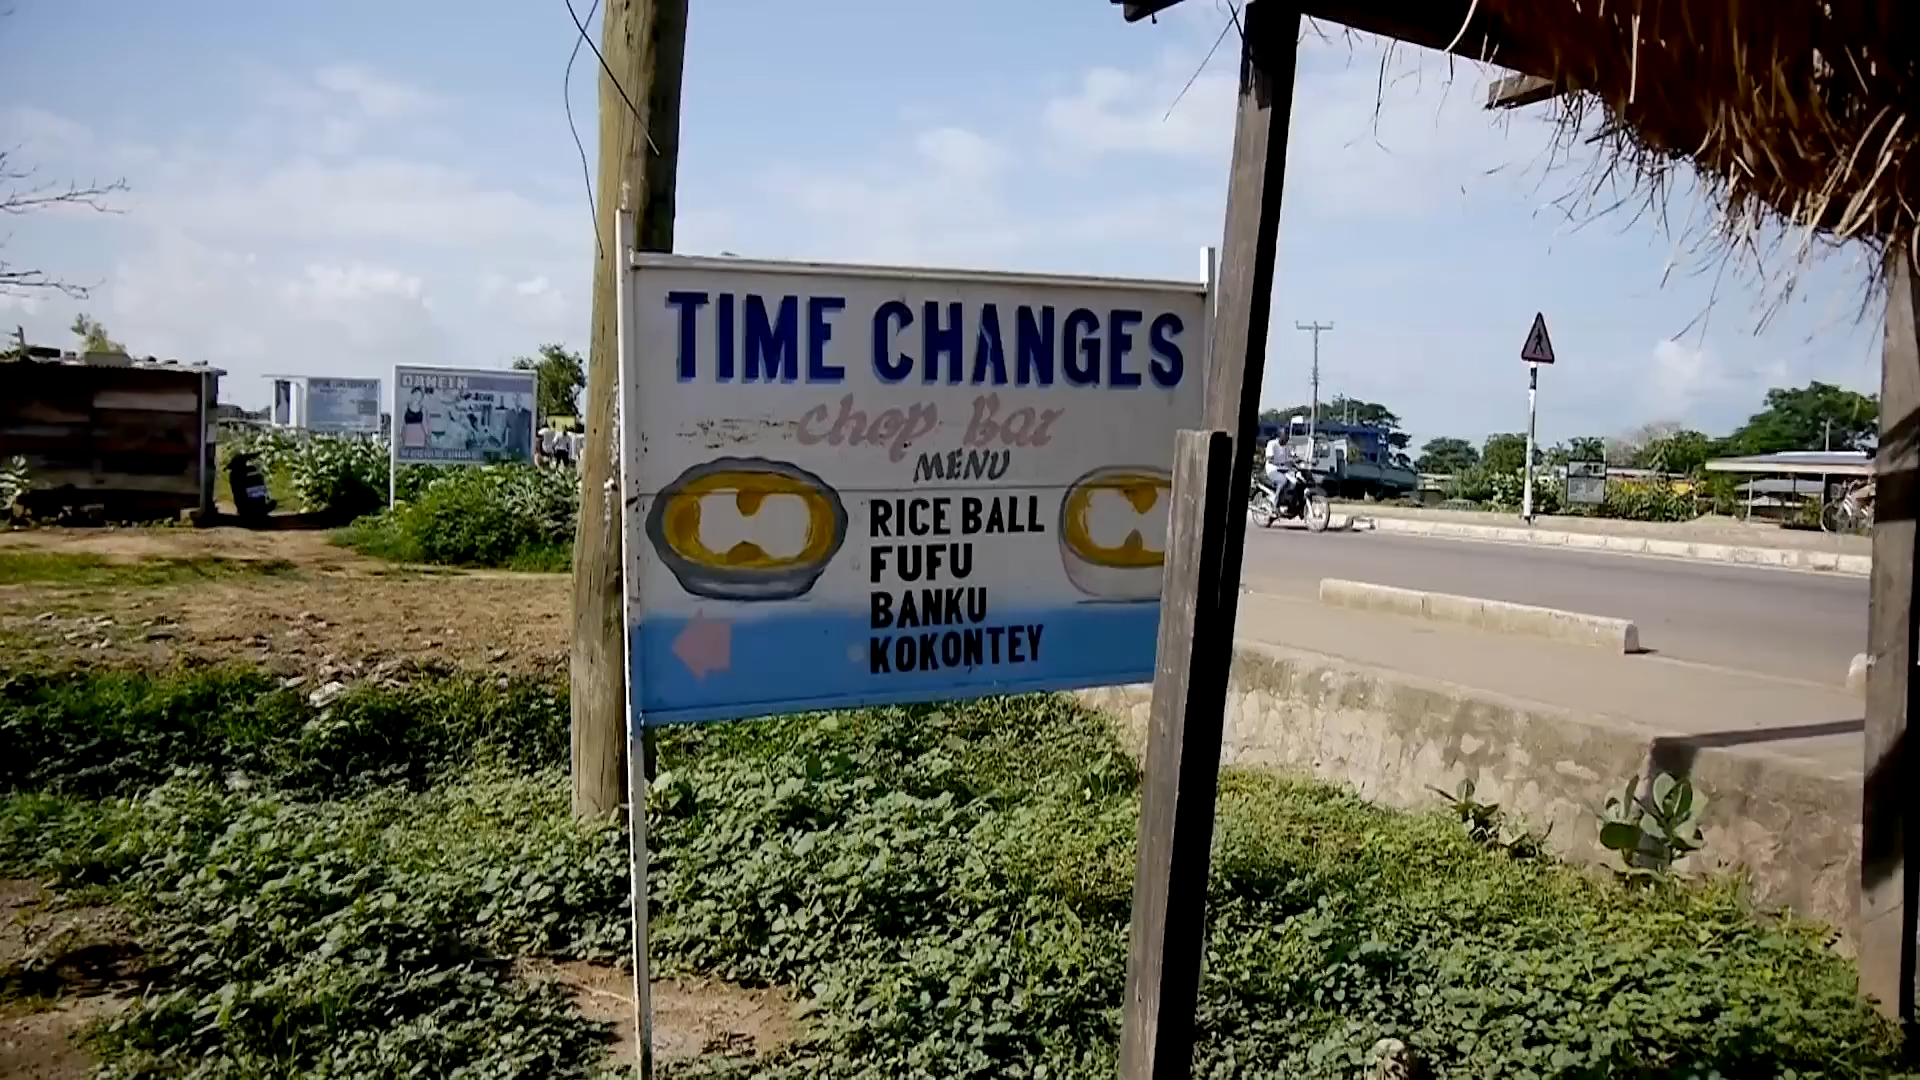 TIME CHANGES
chop Bar
MENU
RICE BALL
FUFU
BANKU
KOKONTEY